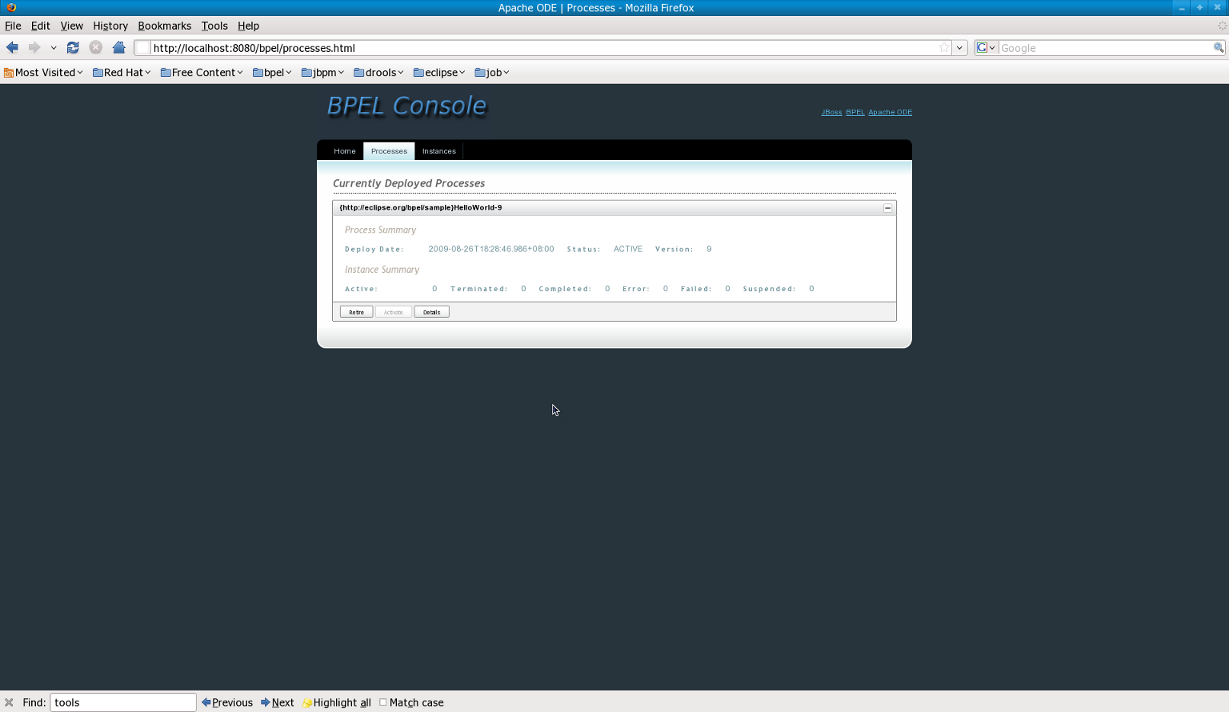 Apache ODE | Processes - Mozilla Firefox
File Edit View History Bookmarks Tools Help
http://localhost:8080/bpel/processes.html Google
Most Visited Red Hat Free Content bpel jbpm drools eclipse job
BPEL Console
JBoss BPEL Apache ODE
Home Processes Instances
Currently Deployed Processes
{http://eclipse.org/bpel/sample}HelloWorld-9
Process Summary
Deploy Date: 2009-08-26T18:28:46.986+08:00 Status: ACTIVE Version: 9
Instance Summary
Active: 0 Terminated: 0 Completed: 0 Error: 0 Failed: 0 Suspended: 0
Retire Activate Details
Find: tools Previous Next Highlight all Match case